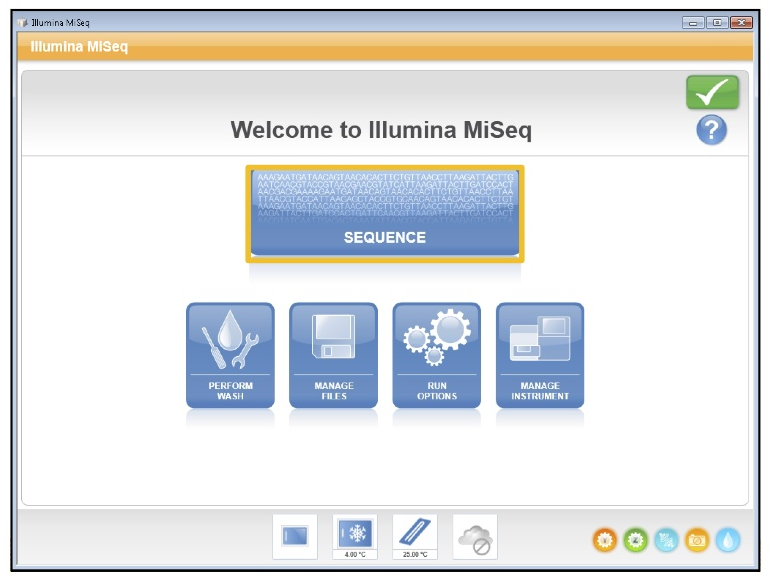 Illumina MiSeq
Illumina MiSeq
Welcome to Illumina MiSeq
?
SEQUENCE
PERFORM
WASH
MANAGE
FILES
RUN
OPTIONS
MANAGE
INSTRUMENT
4.00 °C
25.00 °C